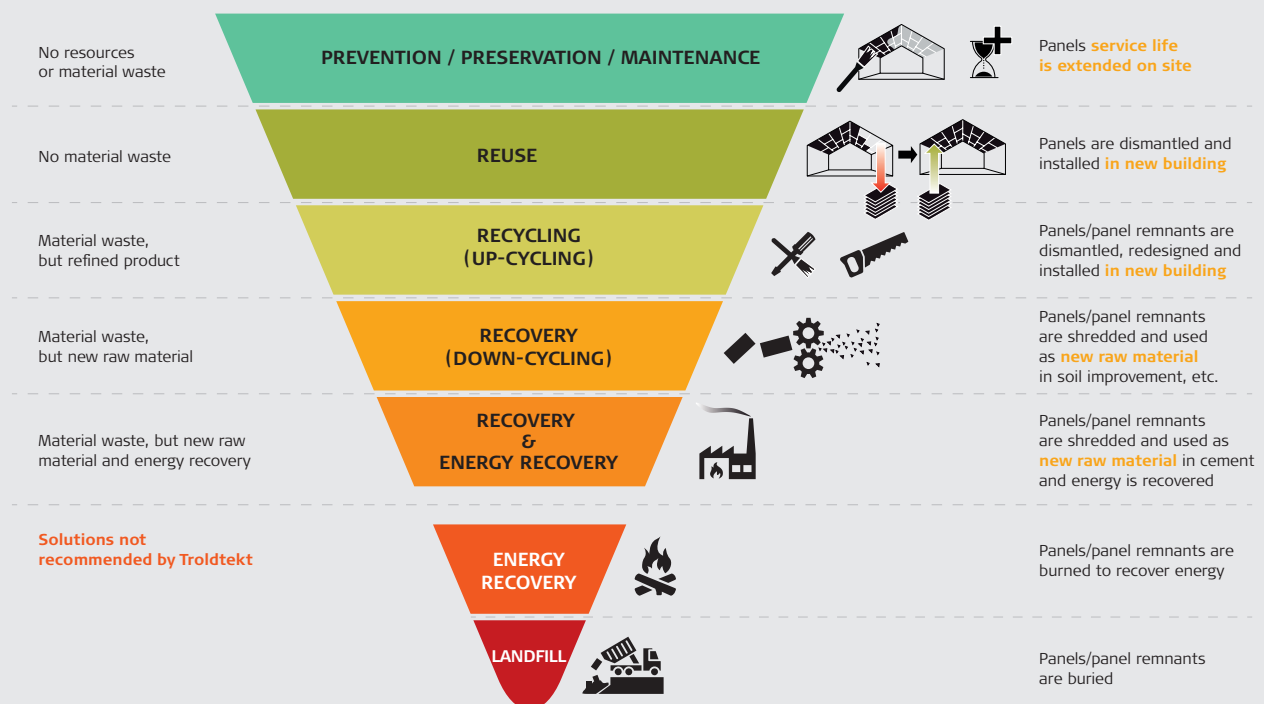 No resources
or material waste
PREVENTION / PRESERVATION / MAINTENANCE
Panels service life
is extended on site
No material waste
REUSE
Panels are dismantled and
installed in new building
Material waste,
but refined product
RECYCLING
(UP-CYCLING)
Panels/panel remnants are
dismantled, redesigned and
installed in new building
Material waste,
but new raw material
RECOVERY
(DOWN-CYCLING)
Panels/panel remnants
are shredded and used
as new raw material
in soil improvement, etc.
Material waste, but new raw
material and energy recovery
RECOVERY
&
ENERGY RECOVERY
Panels/panel remnants
are shredded and used as
new raw material in cement
and energy is recovered
Solutions not
recommended by Troldtekt
ENERGY
RECOVERY
Panels/panel remnants are
burned to recover energy
LANDFILL
Panels/panel remnants
are buried